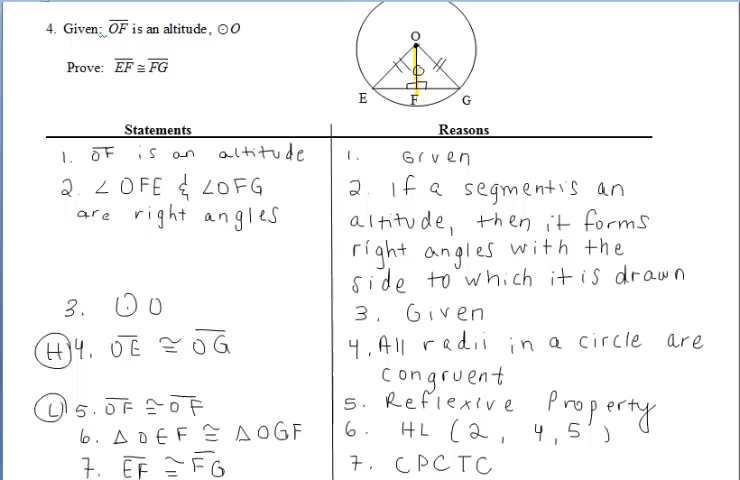 4. Given: OF is an altitude, ⊙O
Prove: EF ≅ FG
O
E
F
G
Statements
Reasons
1. OF is an altitude
1. Given
2. ∠ OFE & ∠OFG
are right angles
2. If a segment is an
altitude, then it forms
right angles with the
side to which it is drawn
3. ⊙ O
3. Given
(H) 4. OE ≅ OG
4. All radii in a circle are
congruent
(L) 5. OF ≅ OF
5. Reflexive Property
6. △ OEF ≅ △OGF
6. HL (2, 4, 5)
7. EF ≅ FG
7. CPCTC